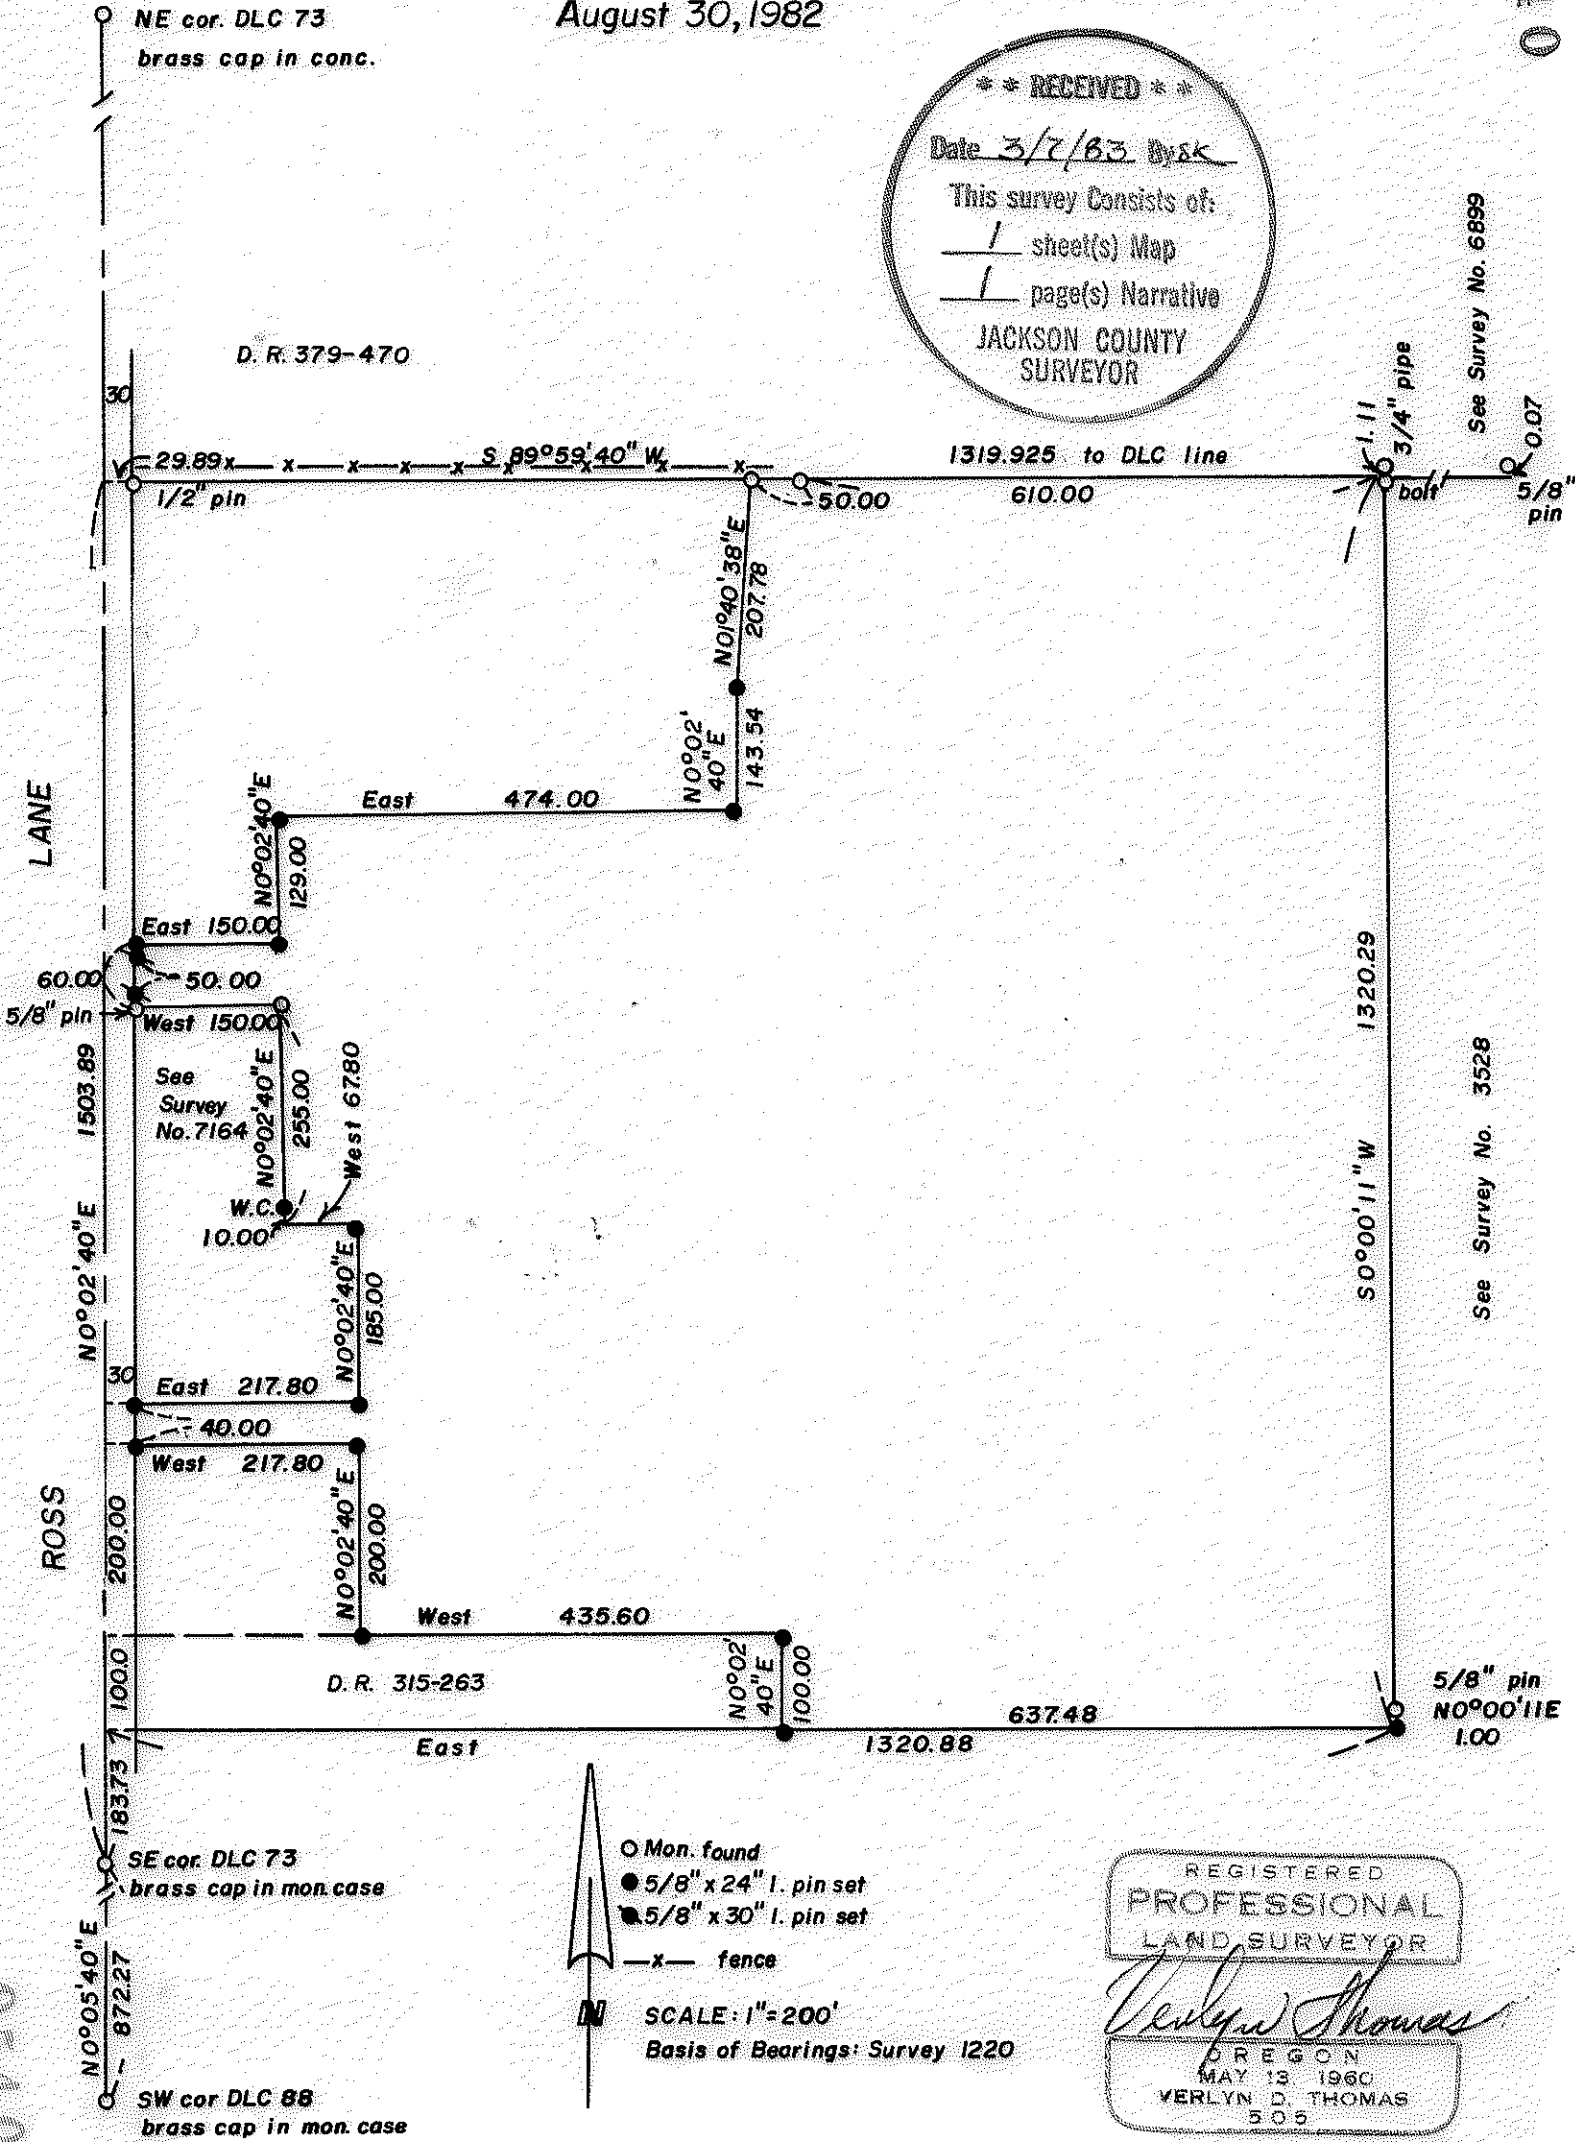 NE cor. DLC 73
brass cap in conc.
August 30, 1982
* * RECEIVED * *
Date 3/7/83 By SK
This survey Consists of:
1 sheet(s) Map
1 page(s) Narrative
JACKSON COUNTY
SURVEYOR
See Survey No. 6899
D. R. 379-470
30
29.89
x x x x x x x x x
S 89°59'40" W
1/2" pin
50.00
1319.925 to DLC line
610.00
1.11
3/4" pipe
bolt
0.07
5/8"
pin
N01°40'38"E
207.78
N0°02'
40"E
143.54
East 474.00
N0°02'40"E
129.00
LANE
East 150.00
60.00
50.00
5/8" pin
West 150.00
See
Survey
No. 7164
N0°02'40"E
255.00
West 67.80
W.C.
10.00'
1503.89
N0°02'40"E
N0°02'40"E
185.00
1320.29
S0°00'11"W
See Survey No. 3528
30
East 217.80
40.00
West 217.80
ROSS
200.00
N0°02'40"E
200.00
West 435.60
100.0
D. R. 315-263
N0°02'
40"E
100.00
637.48
East
1320.88
5/8" pin
N0°00'11E
1.00
183.73
SE cor. DLC 73
brass cap in mon. case
N0°05'40"E
872.27
SW cor DLC 88
brass cap in mon. case
Mon. found
5/8" x 24" I. pin set
5/8" x 30" I. pin set
—x— fence
N
SCALE: 1"=200'
Basis of Bearings: Survey 1220
REGISTERED
PROFESSIONAL
LAND SURVEYOR
Verlyn Thomas
OREGON
MAY 13 1960
VERLYN D. THOMAS
505